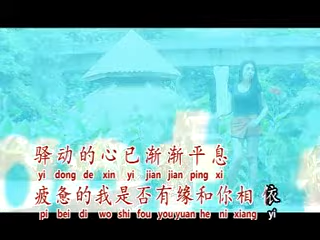 驿动的心已渐渐平息
yi dong de xin yi jian jian ping xi
疲惫的我是否有缘和你相依
pi bei di wo shi fou you yuan he ni xiang yi